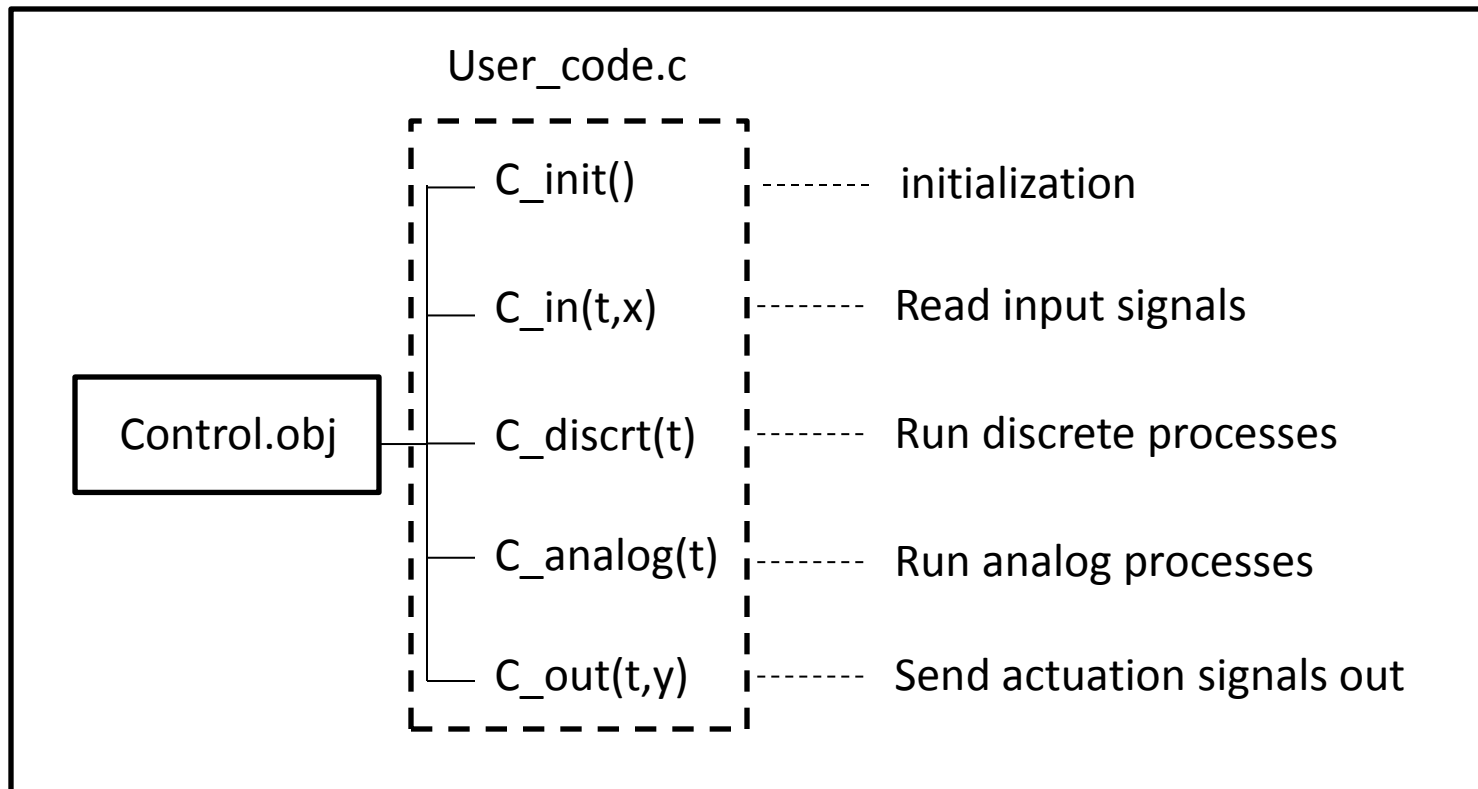 User_code.c
C_init()
initialization
C_in(t,x)
Read input signals
Control.obj
C_discrt(t)
Run discrete processes
C_analog(t)
Run analog processes
C_out(t,y)
Send actuation signals out